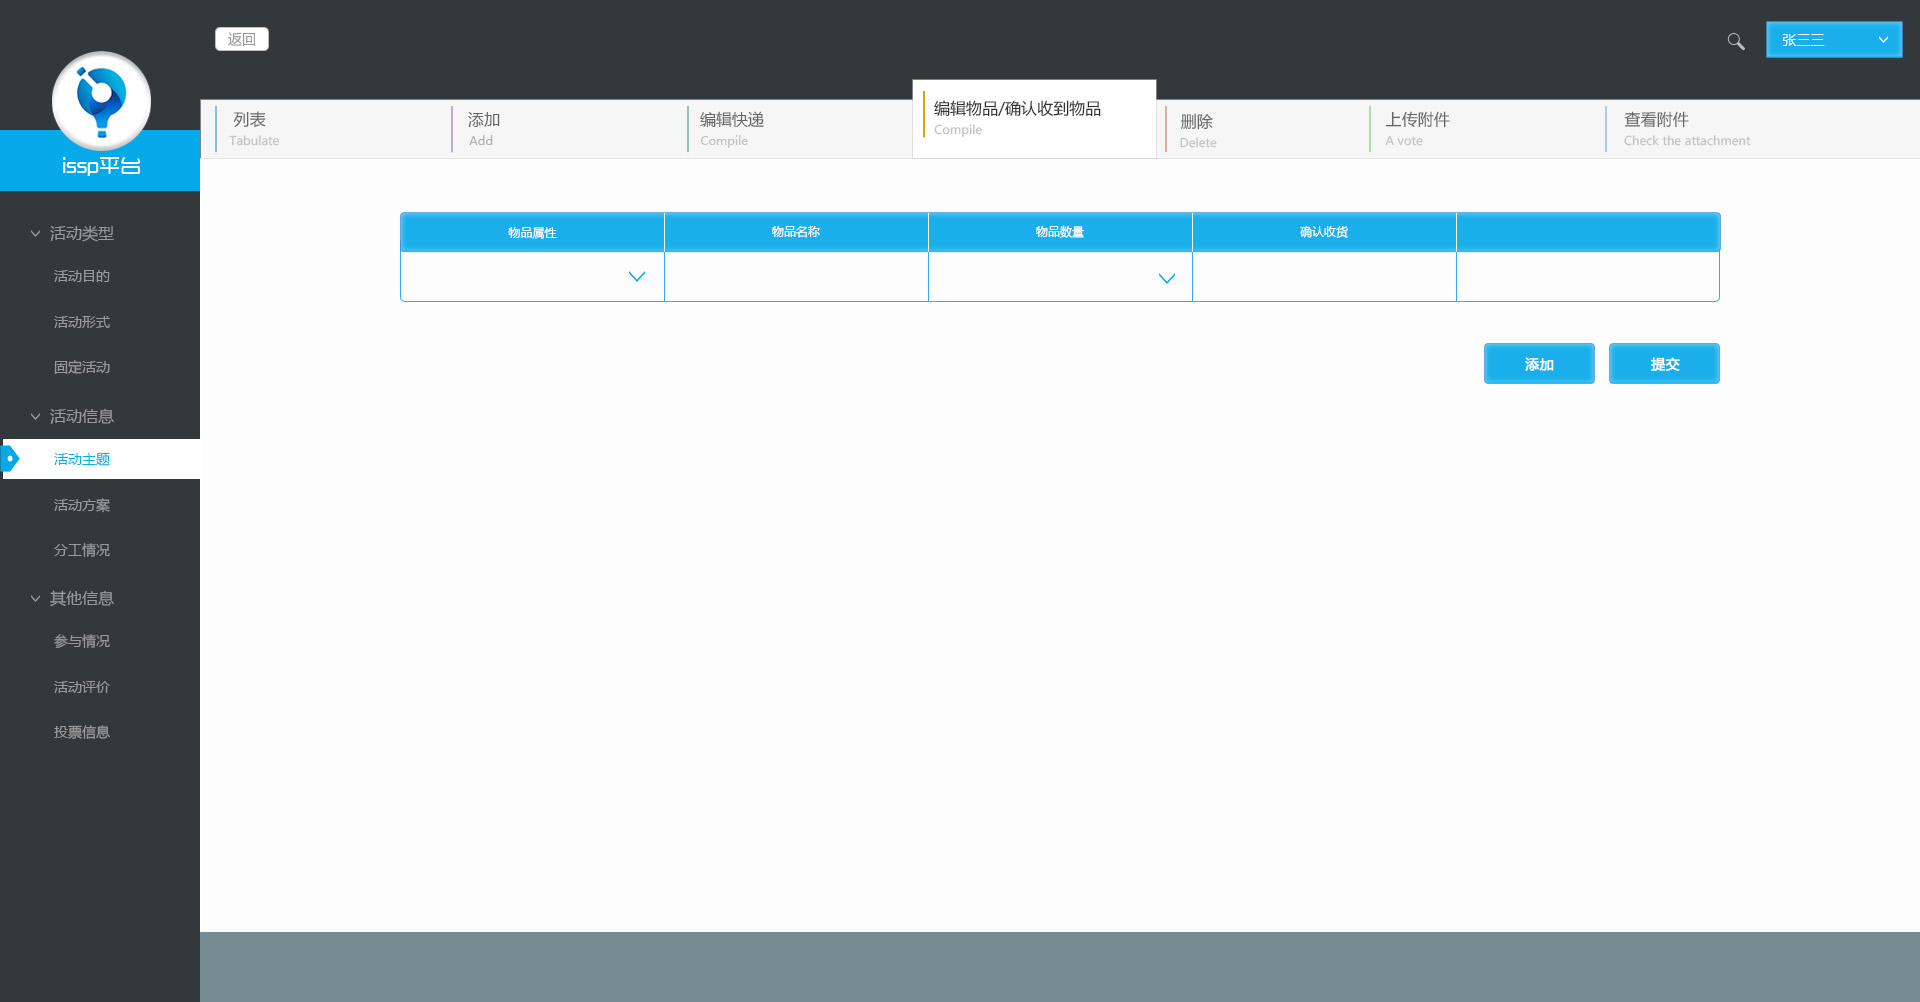 返回
张三三
issp平台
列表
Tabulate
添加
Add
编辑快递
Compile
编辑物品/确认收到物品
Compile
删除
Delete
上传附件
A vote
查看附件
Check the attachment
活动类型
活动目的
活动形式
固定活动
活动信息
活动主题
活动方案
分工情况
其他信息
参与情况
活动评价
投票信息
物品属性 物品名称 物品数量 确认收货
添加 提交